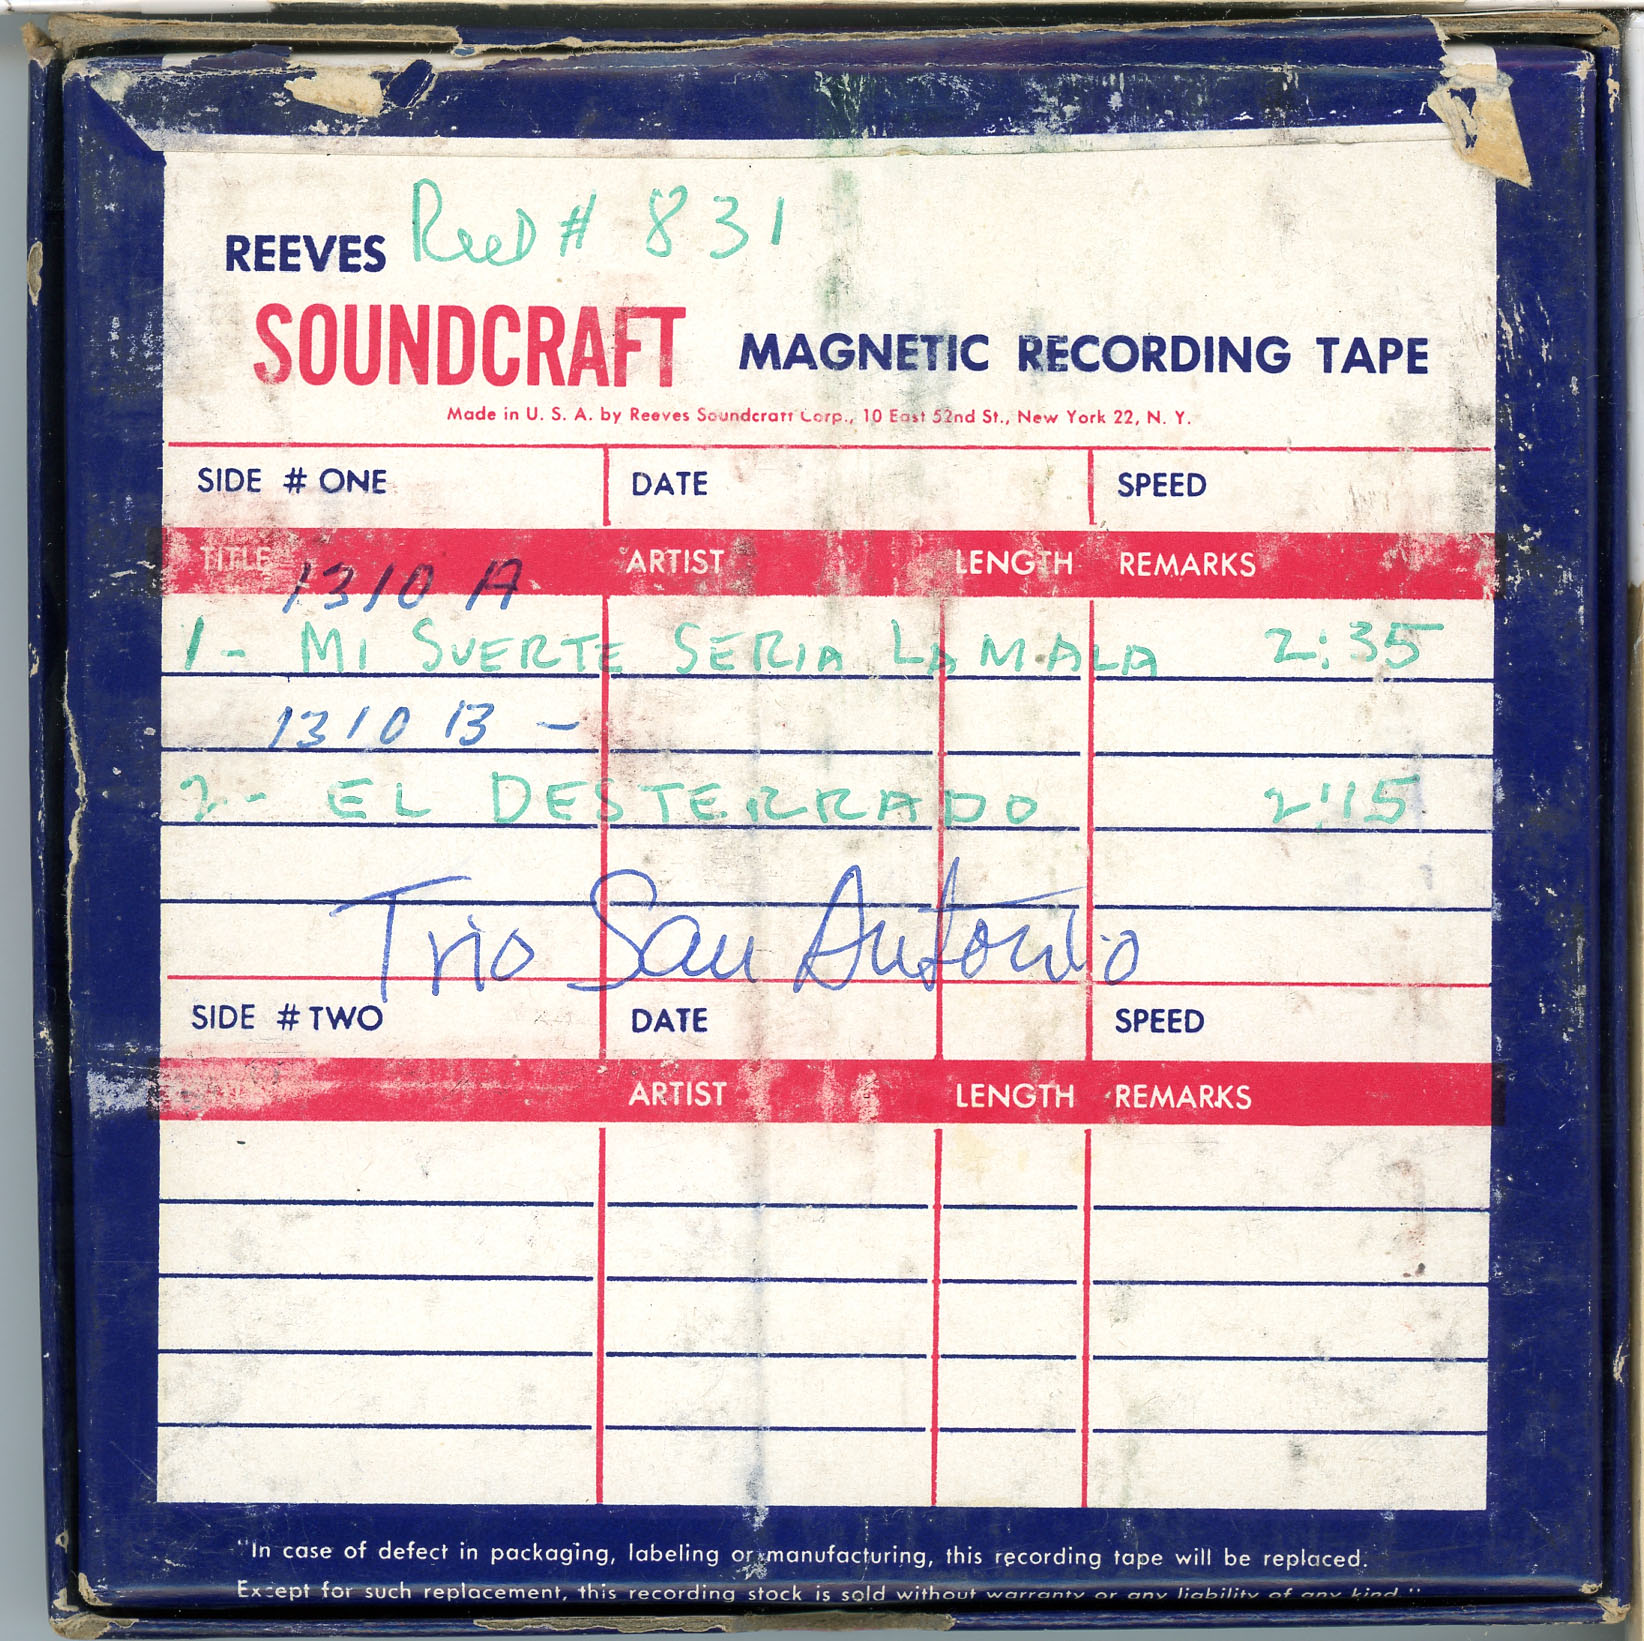 Reel # 831
REEVES
SOUNDCRAFT MAGNETIC RECORDING TAPE
Made in U. S. A. by Reeves Soundcraft Corp., 10 East 52nd St., New York 22, N. Y.
SIDE # ONE DATE SPEED
TITLE ARTIST LENGTH REMARKS
1310 A
1- MI SUERTE SERIA LA MALA 2:35
1310 B -
2- EL DESTERRADO 2:15
Trio San Antonio
SIDE # TWO DATE SPEED
ARTIST LENGTH REMARKS
"In case of defect in packaging, labeling or manufacturing, this recording tape will be replaced.
Except for such replacement, this recording stock is sold without warranty or any liability of any kind."